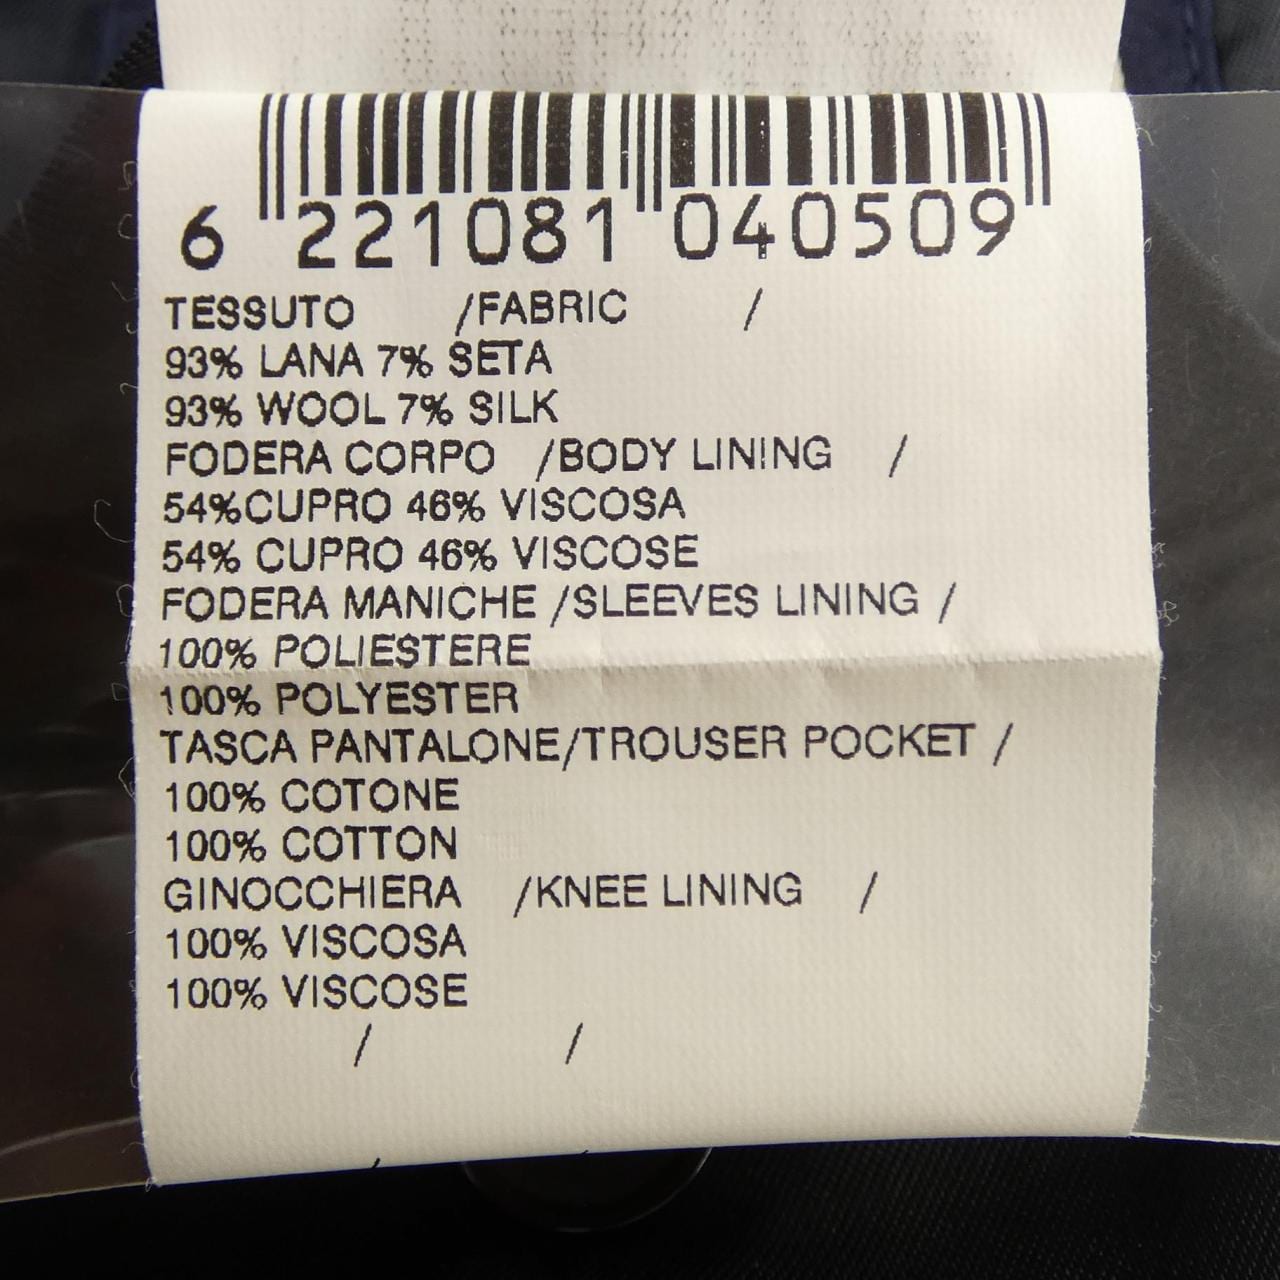 6 221081 040509
TESSUTO /FABRIC /
93% LANA 7% SETA
93% WOOL 7% SILK
FODERA CORPO /BODY LINING /
54%CUPRO 46% VISCOSA
54% CUPRO 46% VISCOSE
FODERA MANICHE /SLEEVES LINING /
100% POLIESTERE
100% POLYESTER
TASCA PANTALONE/TROUSER POCKET /
100% COTONE
100% COTTON
GINOCCHIERA /KNEE LINING /
100% VISCOSA
100% VISCOSE
/ /